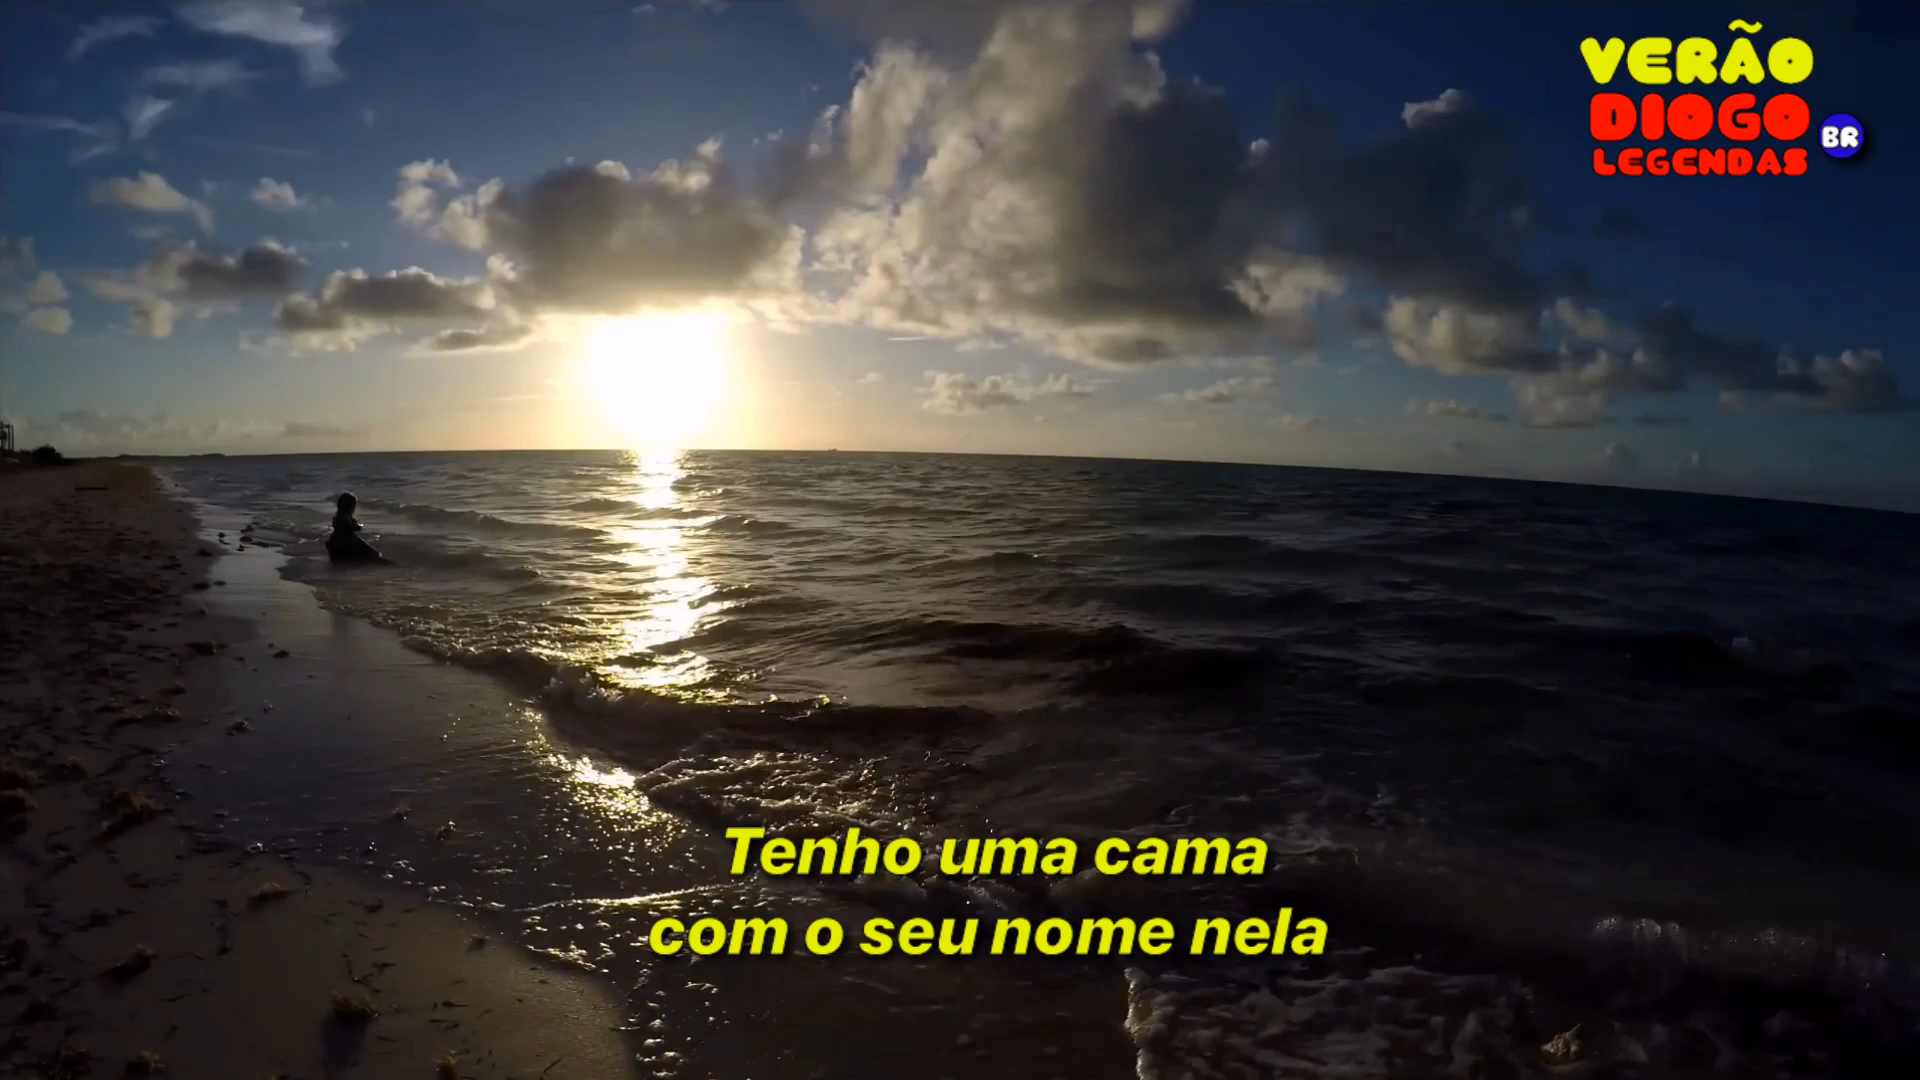 VERÃO
DIOGO
LEGENDAS
BR
Tenho uma cama
com o seu nome nela